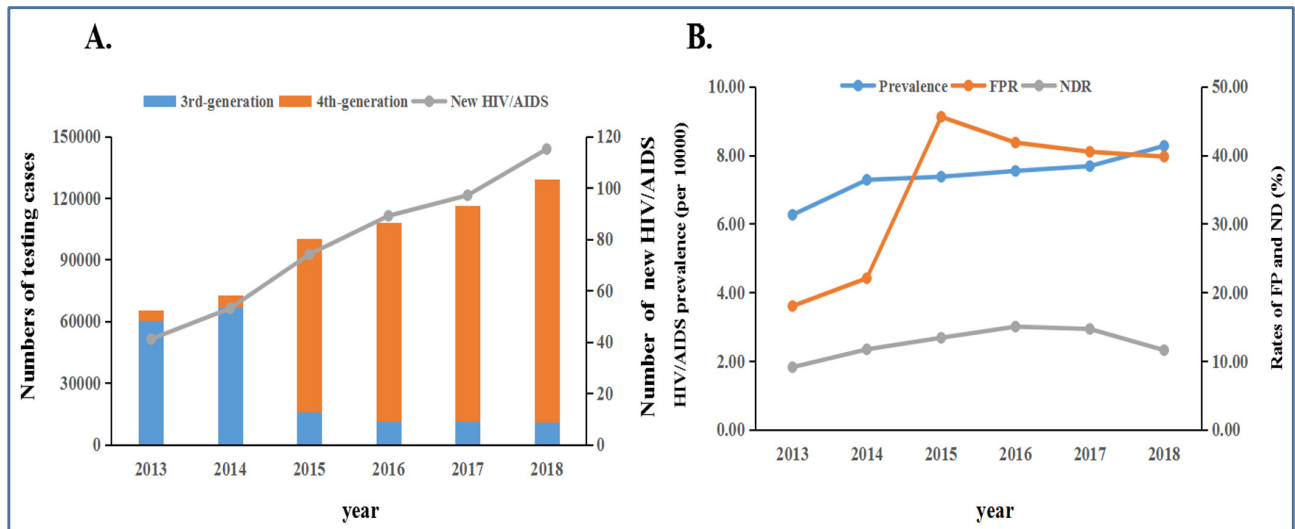 A.
3rd-generation 4th-generation New HIV/AIDS
Numbers of testing cases
150000
120000
90000
60000
30000
0
120
100
80
60
40
20
0
Number of new HIV/AIDS
2013 2014 2015 2016 2017 2018
year
B.
Prevalence FPR NDR
HIV/AIDS prevalence (per 10000)
10.00
8.00
6.00
4.00
2.00
0.00
50.00
40.00
30.00
20.00
10.00
0.00
Rates of FP and ND (%)
2013 2014 2015 2016 2017 2018
year